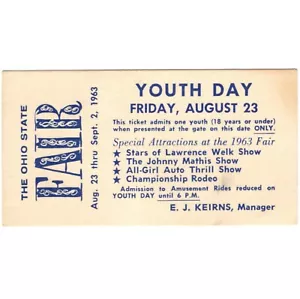 THE OHIO STATE
FAIR
Aug. 23 thru Sept. 2, 1963
YOUTH DAY
FRIDAY, AUGUST 23
This ticket admits one youth (18 years or under)
when presented at the gate on this date ONLY.
Special Attractions at the 1963 Fair
★ Stars of Lawrence Welk Show
★ The Johnny Mathis Show
★ All-Girl Auto Thrill Show
★ Championship Rodeo
Admission to Amusement Rides reduced on
YOUTH DAY until 6 P.M.
E. J. KEIRNS, Manager